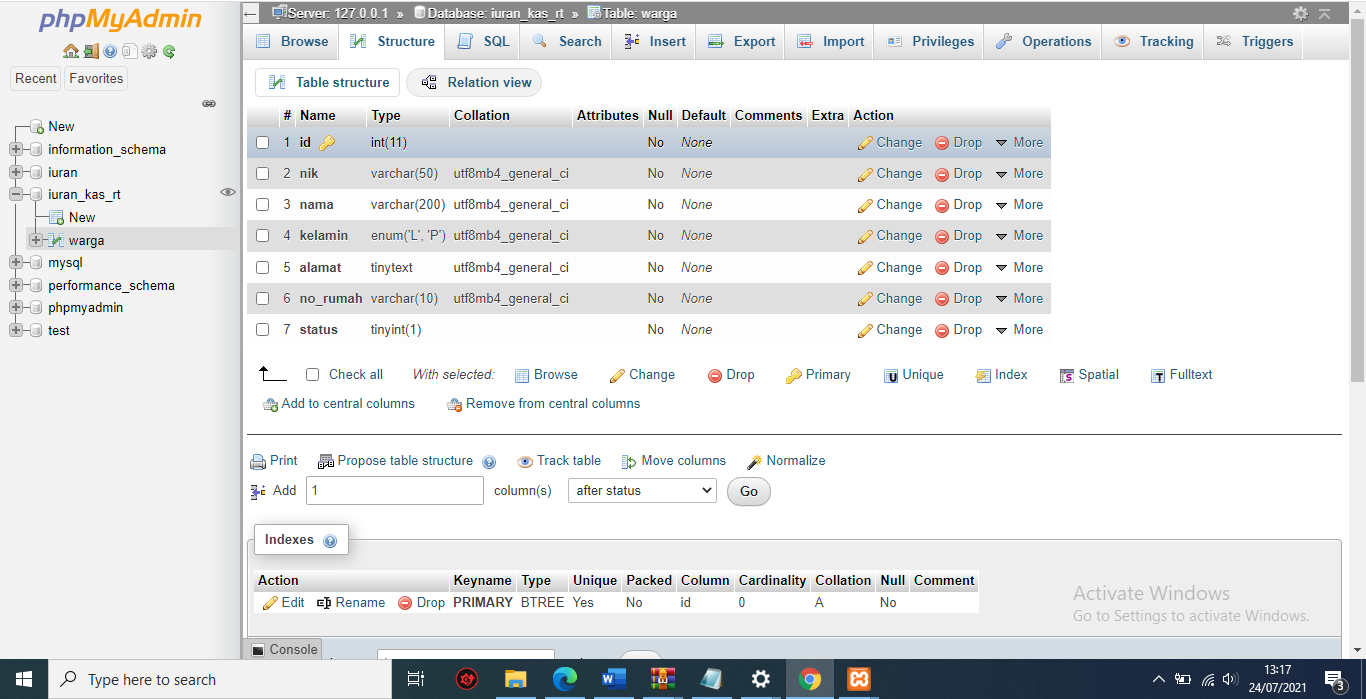 phpMyAdmin
Recent Favorites
New
information_schema
iuran
iuran_kas_rt
New
warga
mysql
performance_schema
phpmyadmin
test
Server: 127.0.0.1 » Database: iuran_kas_rt » Table: warga
Browse Structure SQL Search Insert Export Import Privileges Operations Tracking Triggers
Table structure Relation view
# Name Type Collation Attributes Null Default Comments Extra Action
1 id int(11) No None Change Drop More
2 nik varchar(50) utf8mb4_general_ci No None Change Drop More
3 nama varchar(200) utf8mb4_general_ci No None Change Drop More
4 kelamin enum('L', 'P') utf8mb4_general_ci No None Change Drop More
5 alamat tinytext utf8mb4_general_ci No None Change Drop More
6 no_rumah varchar(10) utf8mb4_general_ci No None Change Drop More
7 status tinyint(1) No None Change Drop More
Check all With selected: Browse Change Drop Primary Unique Index Spatial Fulltext
Add to central columns Remove from central columns
Print Propose table structure Track table Move columns Normalize
Add 1 column(s) after status Go
Indexes
Action Keyname Type Unique Packed Column Cardinality Collation Null Comment
Edit Rename Drop PRIMARY BTREE Yes No id 0 A No
Activate Windows
Go to Settings to activate Windows.
Console
Type here to search
13:17
24/07/2021
3